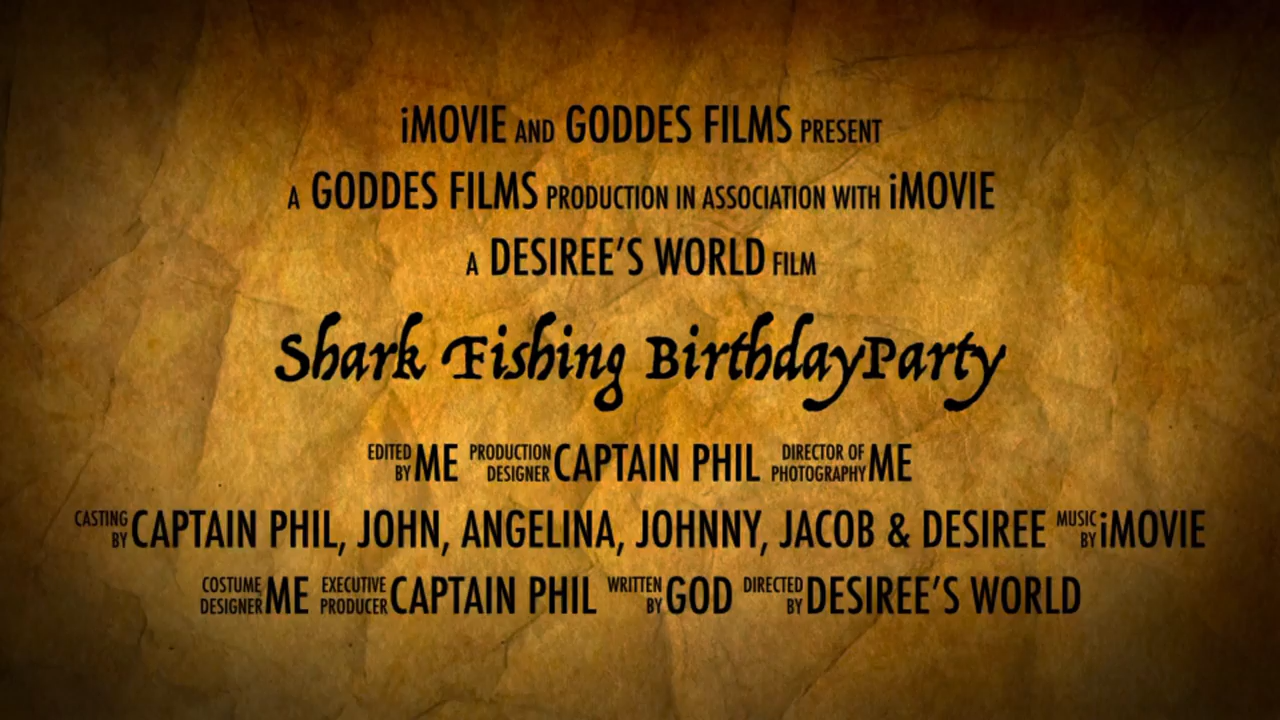 iMOVIE AND GODDES FILMS PRESENT
A GODDES FILMS PRODUCTION IN ASSOCIATION WITH iMOVIE
A DESIREE'S WORLD FILM
Shark Fishing BirthdayParty
EDITED BY ME PRODUCTION DESIGNER CAPTAIN PHIL DIRECTOR OF PHOTOGRAPHY ME
CASTING BY CAPTAIN PHIL, JOHN, ANGELINA, JOHNNY, JACOB & DESIREE MUSIC BY iMOVIE
COSTUME DESIGNER ME EXECUTIVE PRODUCER CAPTAIN PHIL WRITTEN BY GOD DIRECTED BY DESIREE'S WORLD